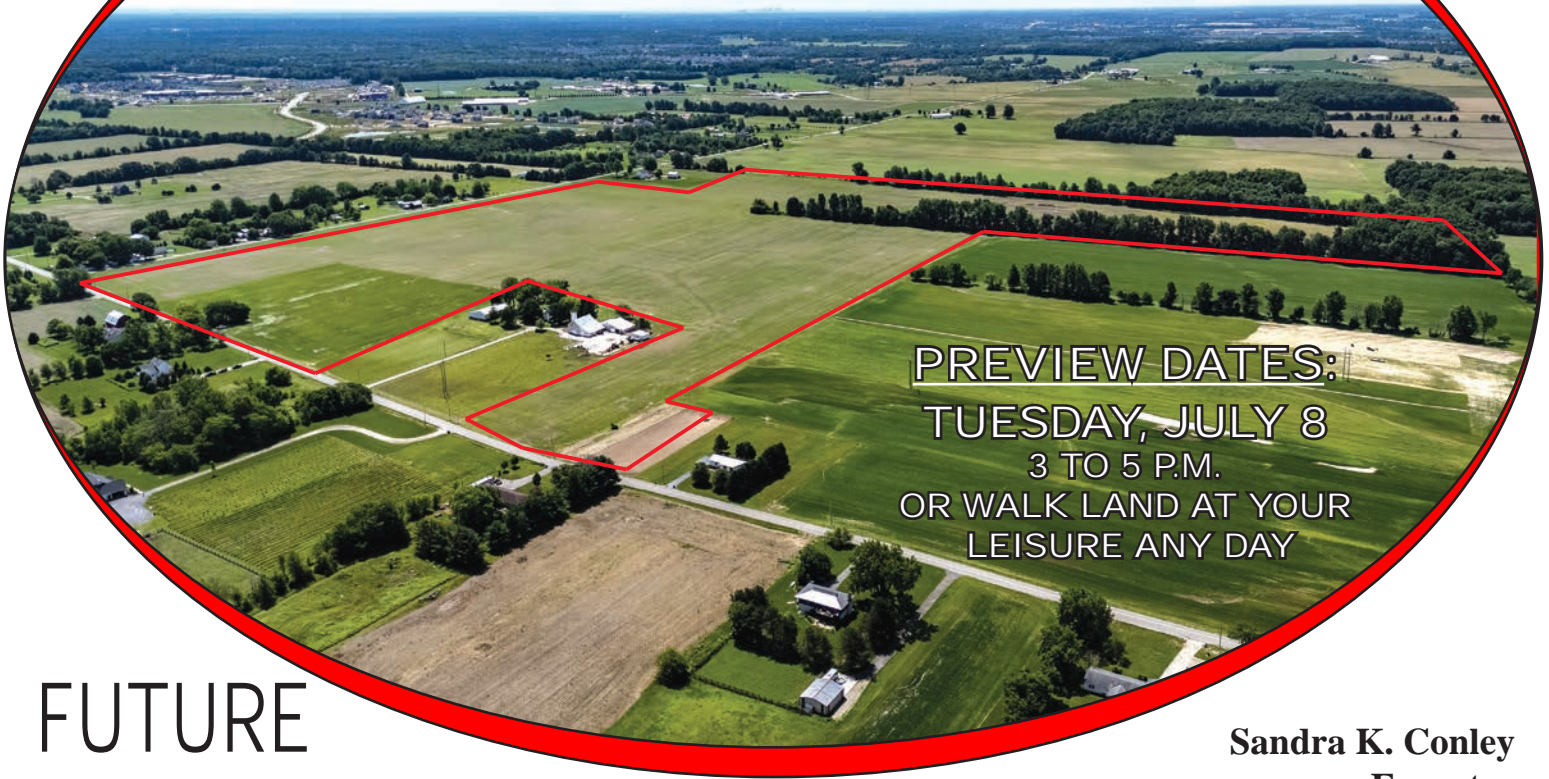 PREVIEW DATES:
TUESDAY, JULY 8
3 TO 5 P.M.
OR WALK LAND AT YOUR
LEISURE ANY DAY
FUTURE
Sandra K. Conley